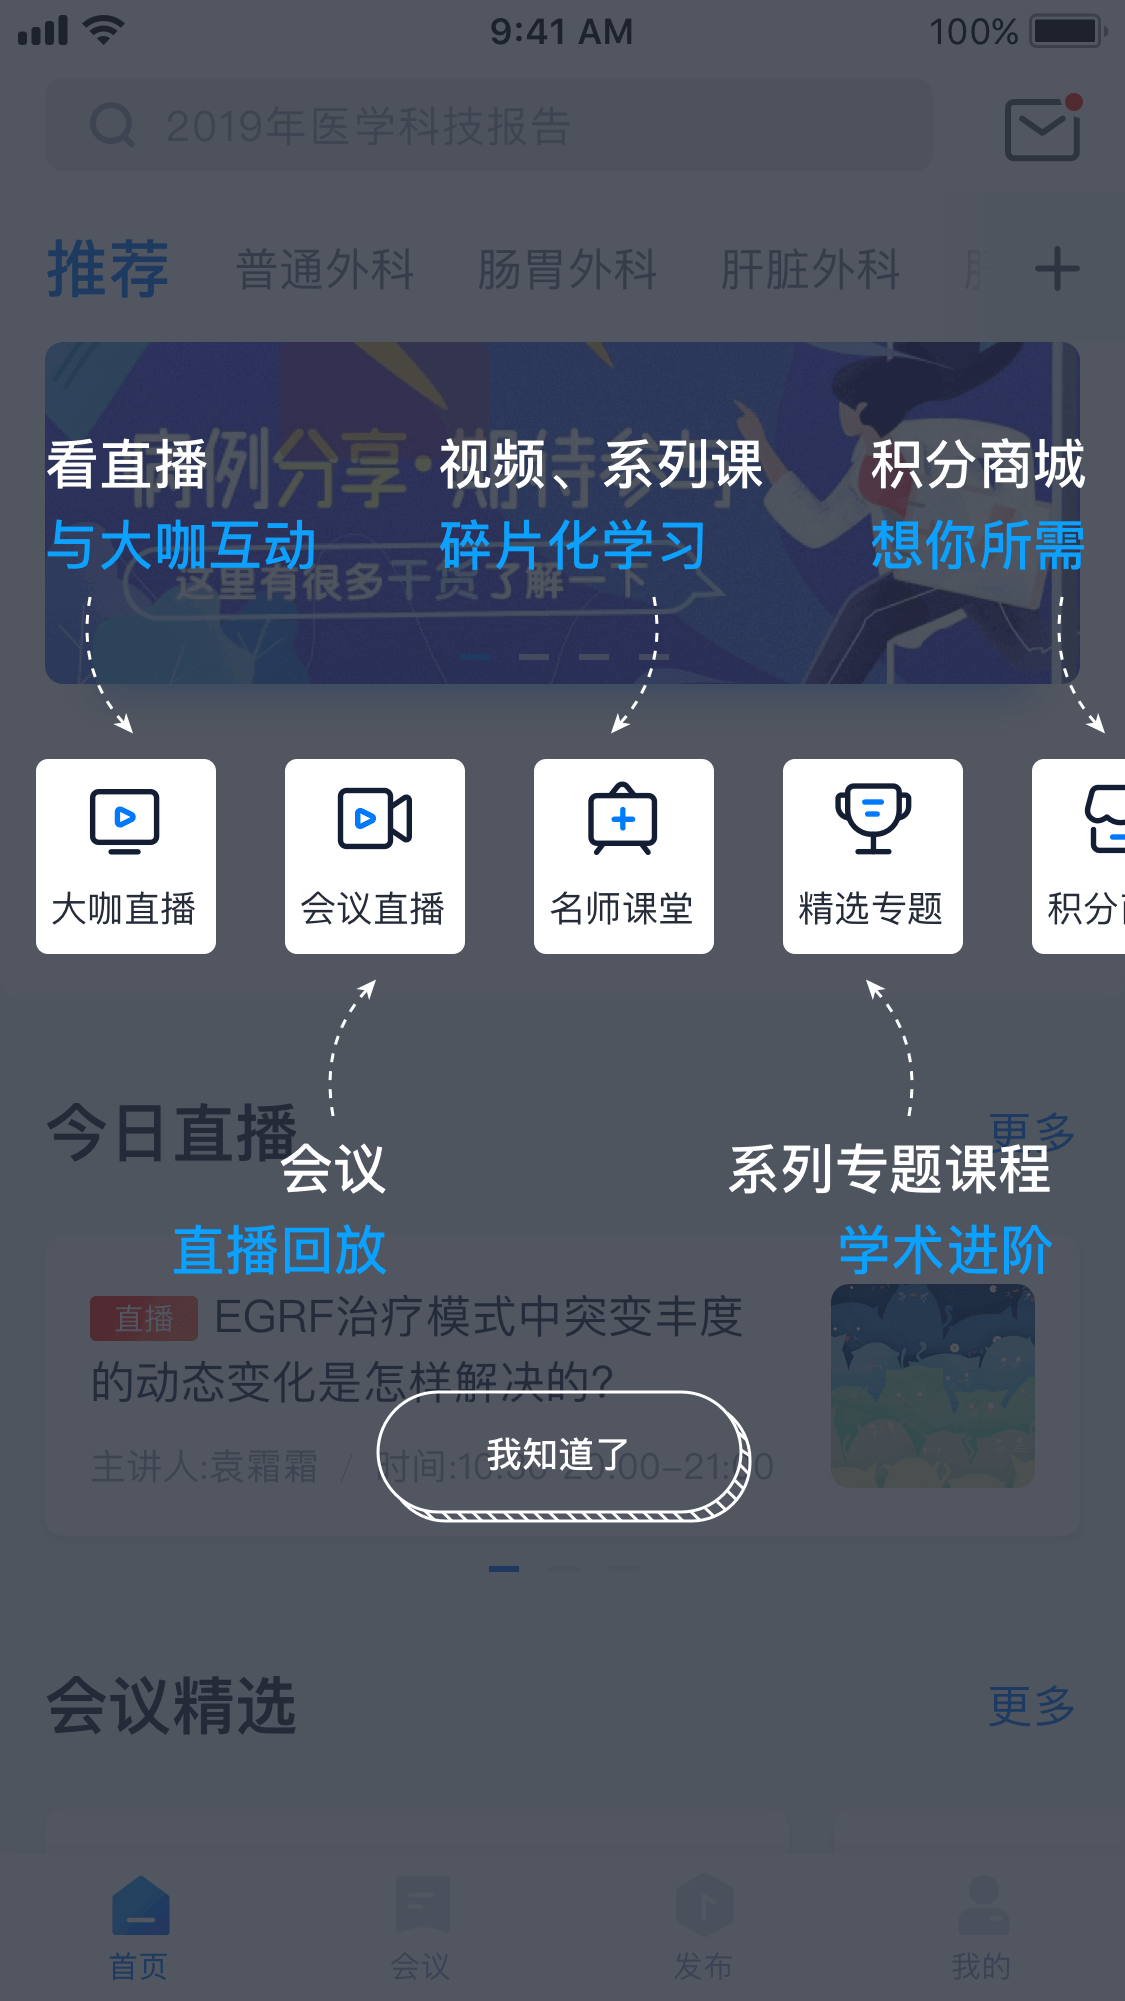 9:41 AM
100%
2019年医学科技报告
推荐
普通外科
肠胃外科
肝脏外科
例分享·期待参与
看直播
视频、系列课
积分商城
与大咖互动
碎片化学习
想你所需
这里有很多干货了解一下
大咖直播
会议直播
名师课堂
精选专题
积分
今日直播
更多
会议
系列专题课程
直播回放
学术进阶
直播
EGRF治疗模式中突变丰度
的动态变化是怎样解决的?
主讲人:袁霜霜 / 时间:
我知道了
会议精选
更多
首页
会议
发布
我的